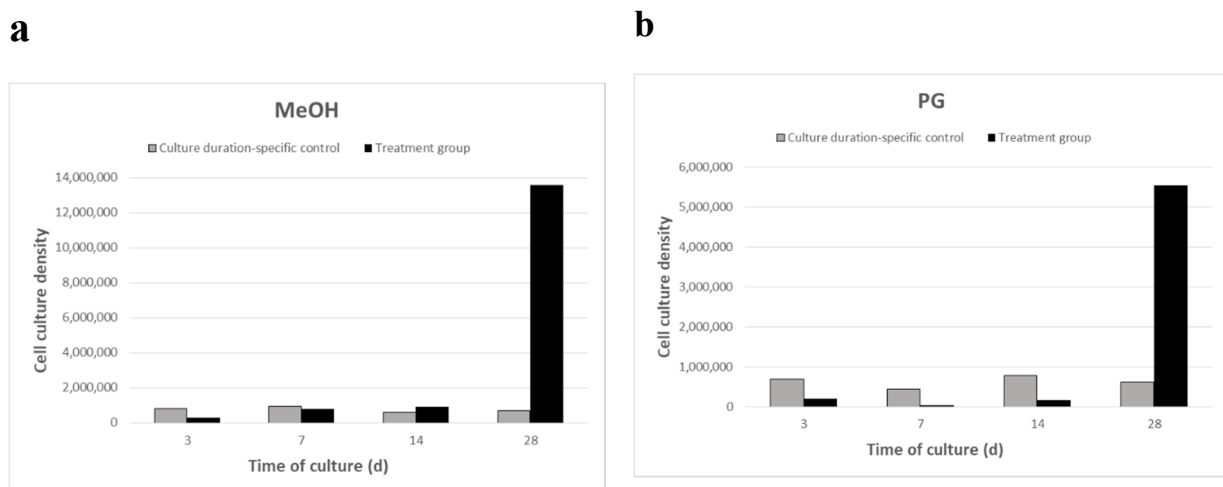 a
MeOH
Culture duration-specific control Treatment group
Cell culture density
14,000,000
12,000,000
10,000,000
8,000,000
6,000,000
4,000,000
2,000,000
0
3 7 14 28
Time of culture (d)
b
PG
Culture duration-specific control Treatment group
Cell culture density
6,000,000
5,000,000
4,000,000
3,000,000
2,000,000
1,000,000
0
3 7 14 28
Time of culture (d)